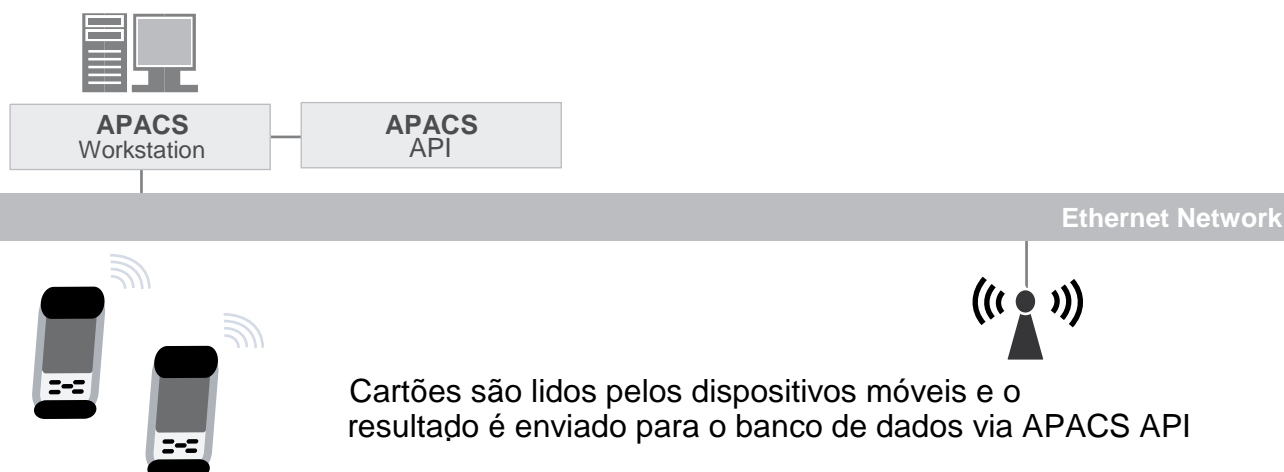 APACS
Workstation
APACS
API
Ethernet Network
Cartões são lidos pelos dispositivos móveis e o
resultado é enviado para o banco de dados via APACS API